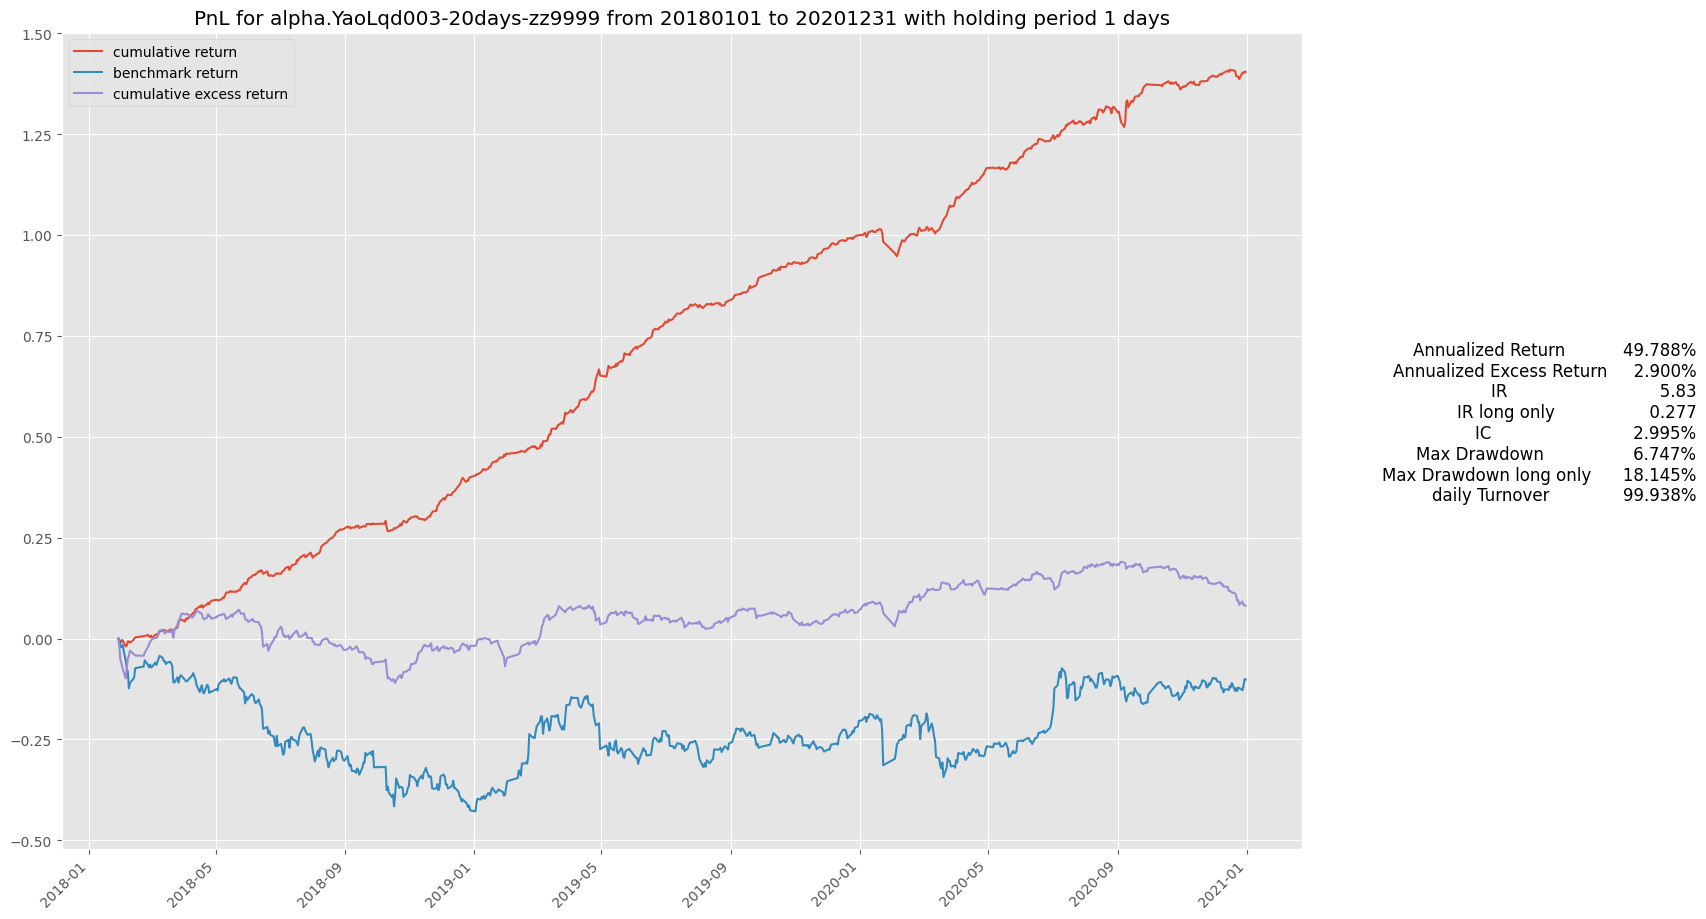 PnL for alpha.YaoLqd003-20days-zz9999 from 20180101 to 20201231 with holding period 1 days
cumulative return
benchmark return
cumulative excess return
1.50
1.25
1.00
0.75
0.50
0.25
0.00
−0.25
−0.50
2018-01
2018-05
2018-09
2019-01
2019-05
2019-09
2020-01
2020-05
2020-09
2021-01
Annualized Return 49.788%
Annualized Excess Return 2.900%
IR 5.83
IR long only 0.277
IC 2.995%
Max Drawdown 6.747%
Max Drawdown long only 18.145%
daily Turnover 99.938%